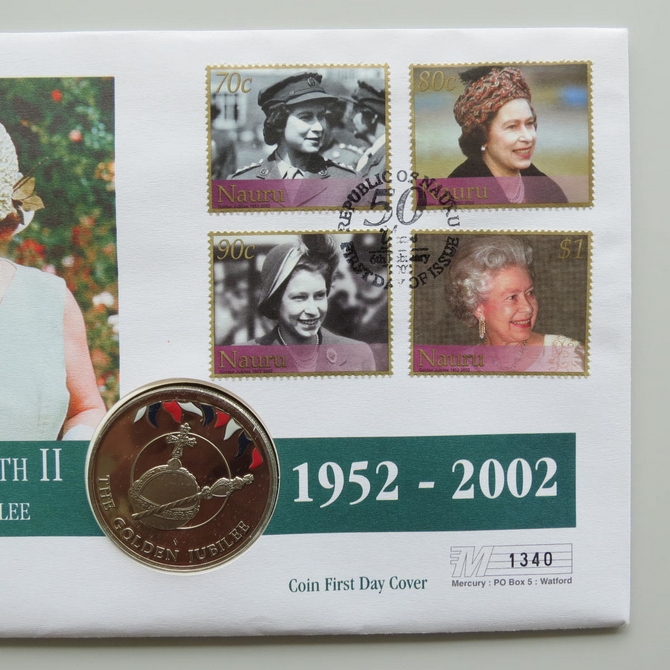 70c
Nauru
80c
Nauru
90c
Nauru
$1
Nauru
REPUBLIC OF NAURU
50
FIRST DAY OF ISSUE
TH II
LEE
THE GOLDEN JUBILEE
1952 - 2002
Coin First Day Cover
M 1340
Mercury : PO Box 5 : Watford